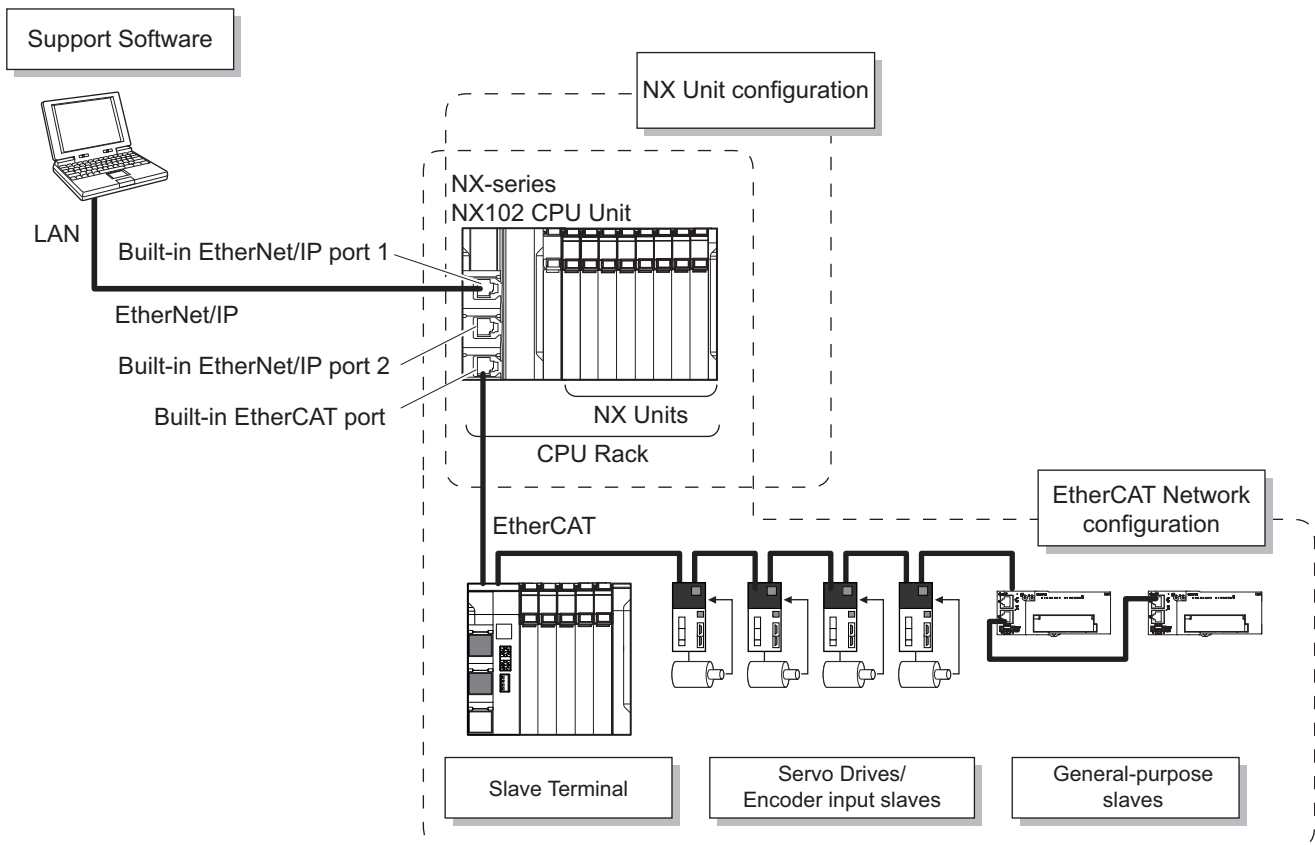 Support Software
NX Unit configuration
NX-series
NX102 CPU Unit
LAN
Built-in EtherNet/IP port 1
EtherNet/IP
Built-in EtherNet/IP port 2
Built-in EtherCAT port
NX Units
CPU Rack
EtherCAT Network
configuration
EtherCAT
Slave Terminal
Servo Drives/
Encoder input slaves
General-purpose
slaves